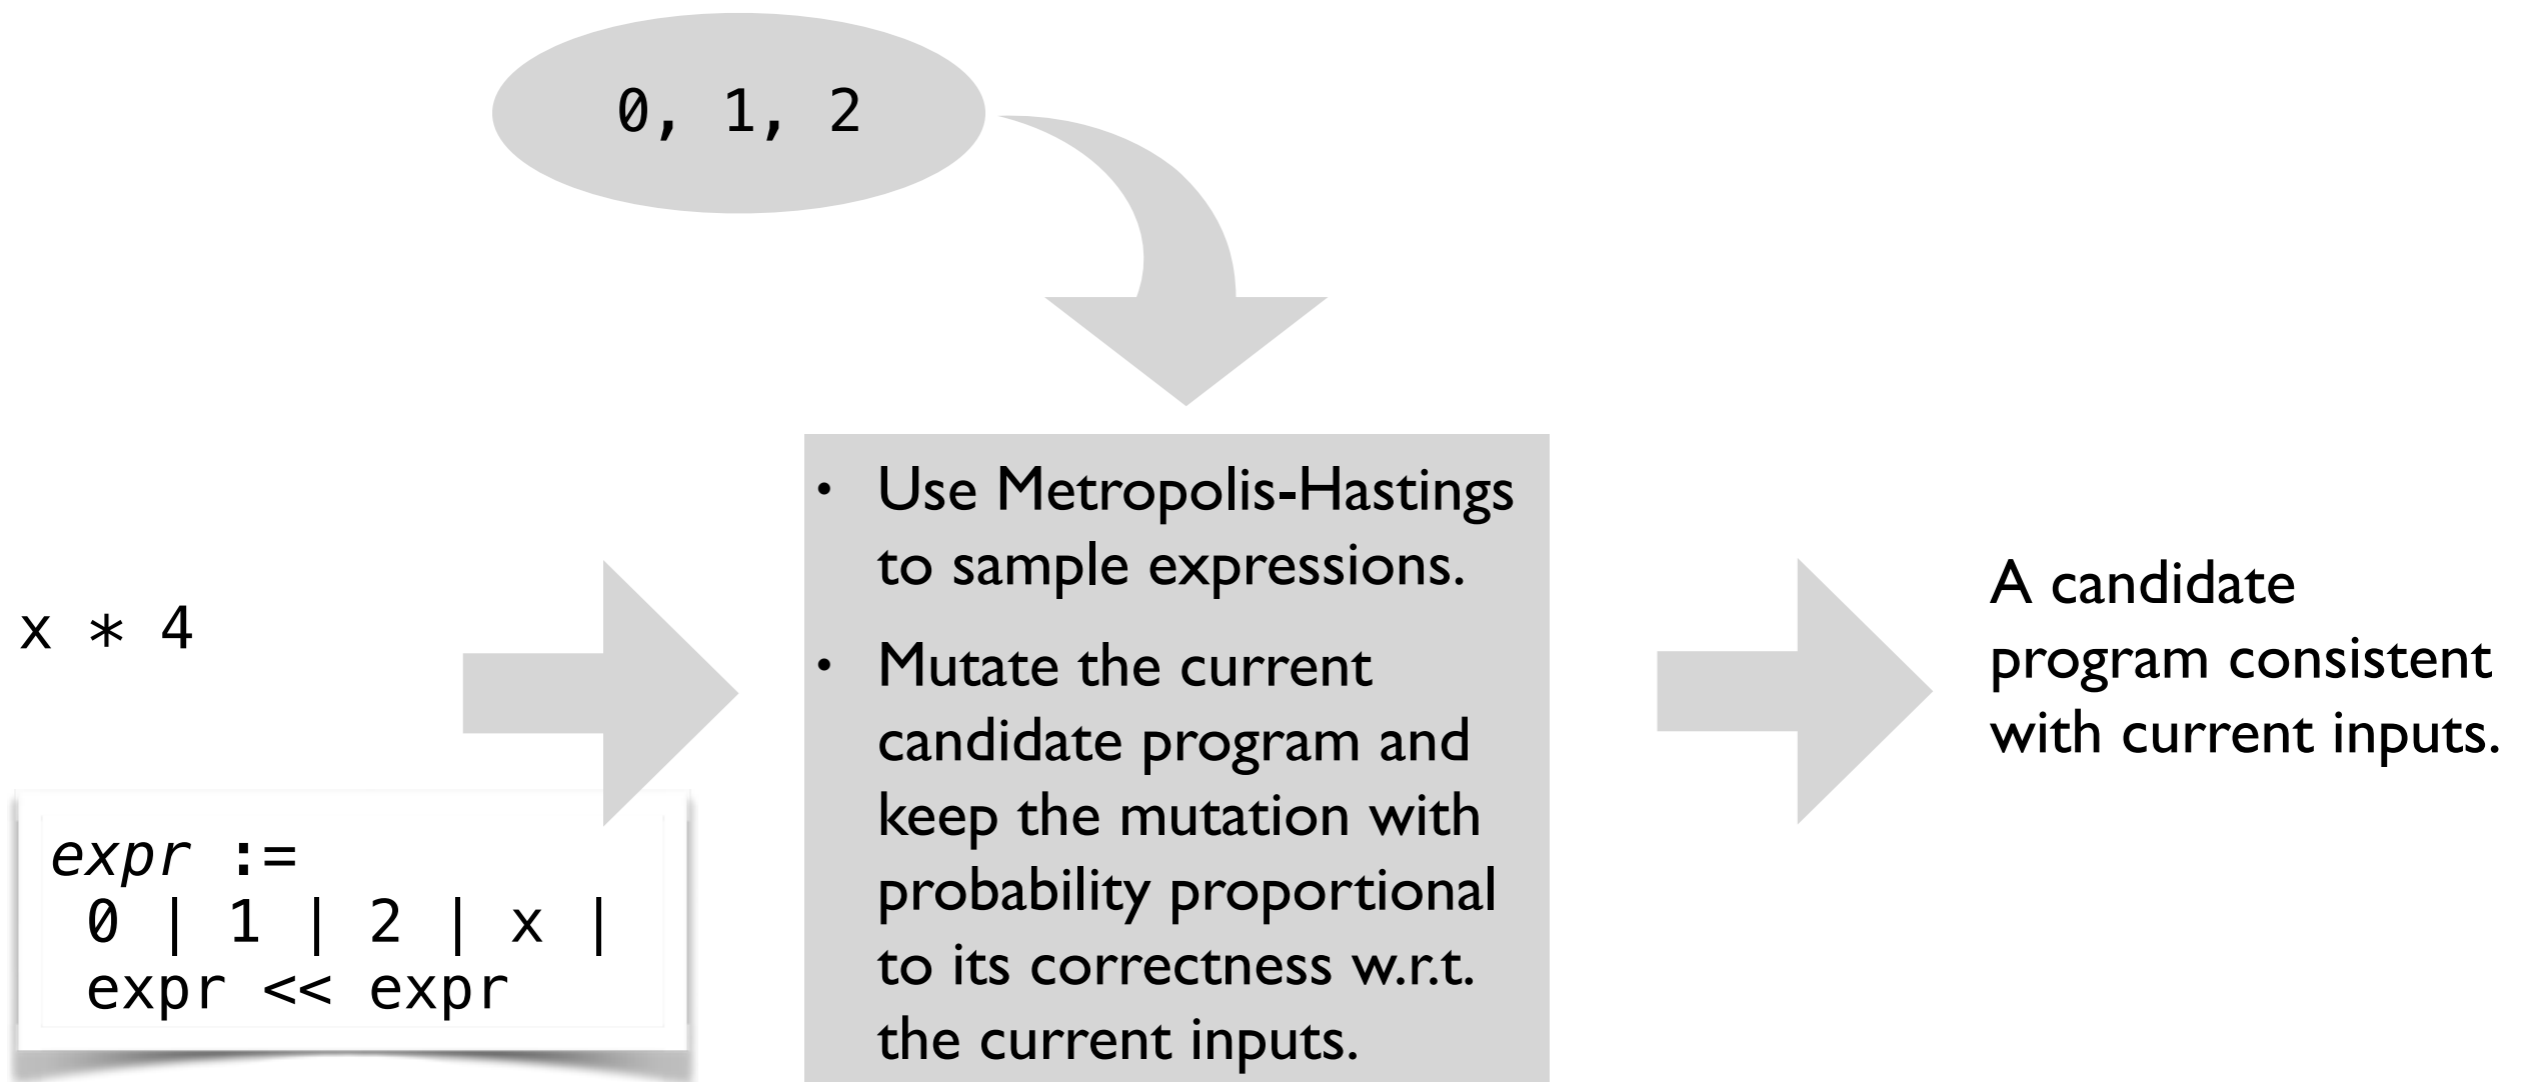 0, 1, 2
x * 4
expr :=
0 | 1 | 2 | x |
expr << expr
• Use Metropolis-Hastings
to sample expressions.
• Mutate the current
candidate program and
keep the mutation with
probability proportional
to its correctness w.r.t.
the current inputs.
A candidate
program consistent
with current inputs.